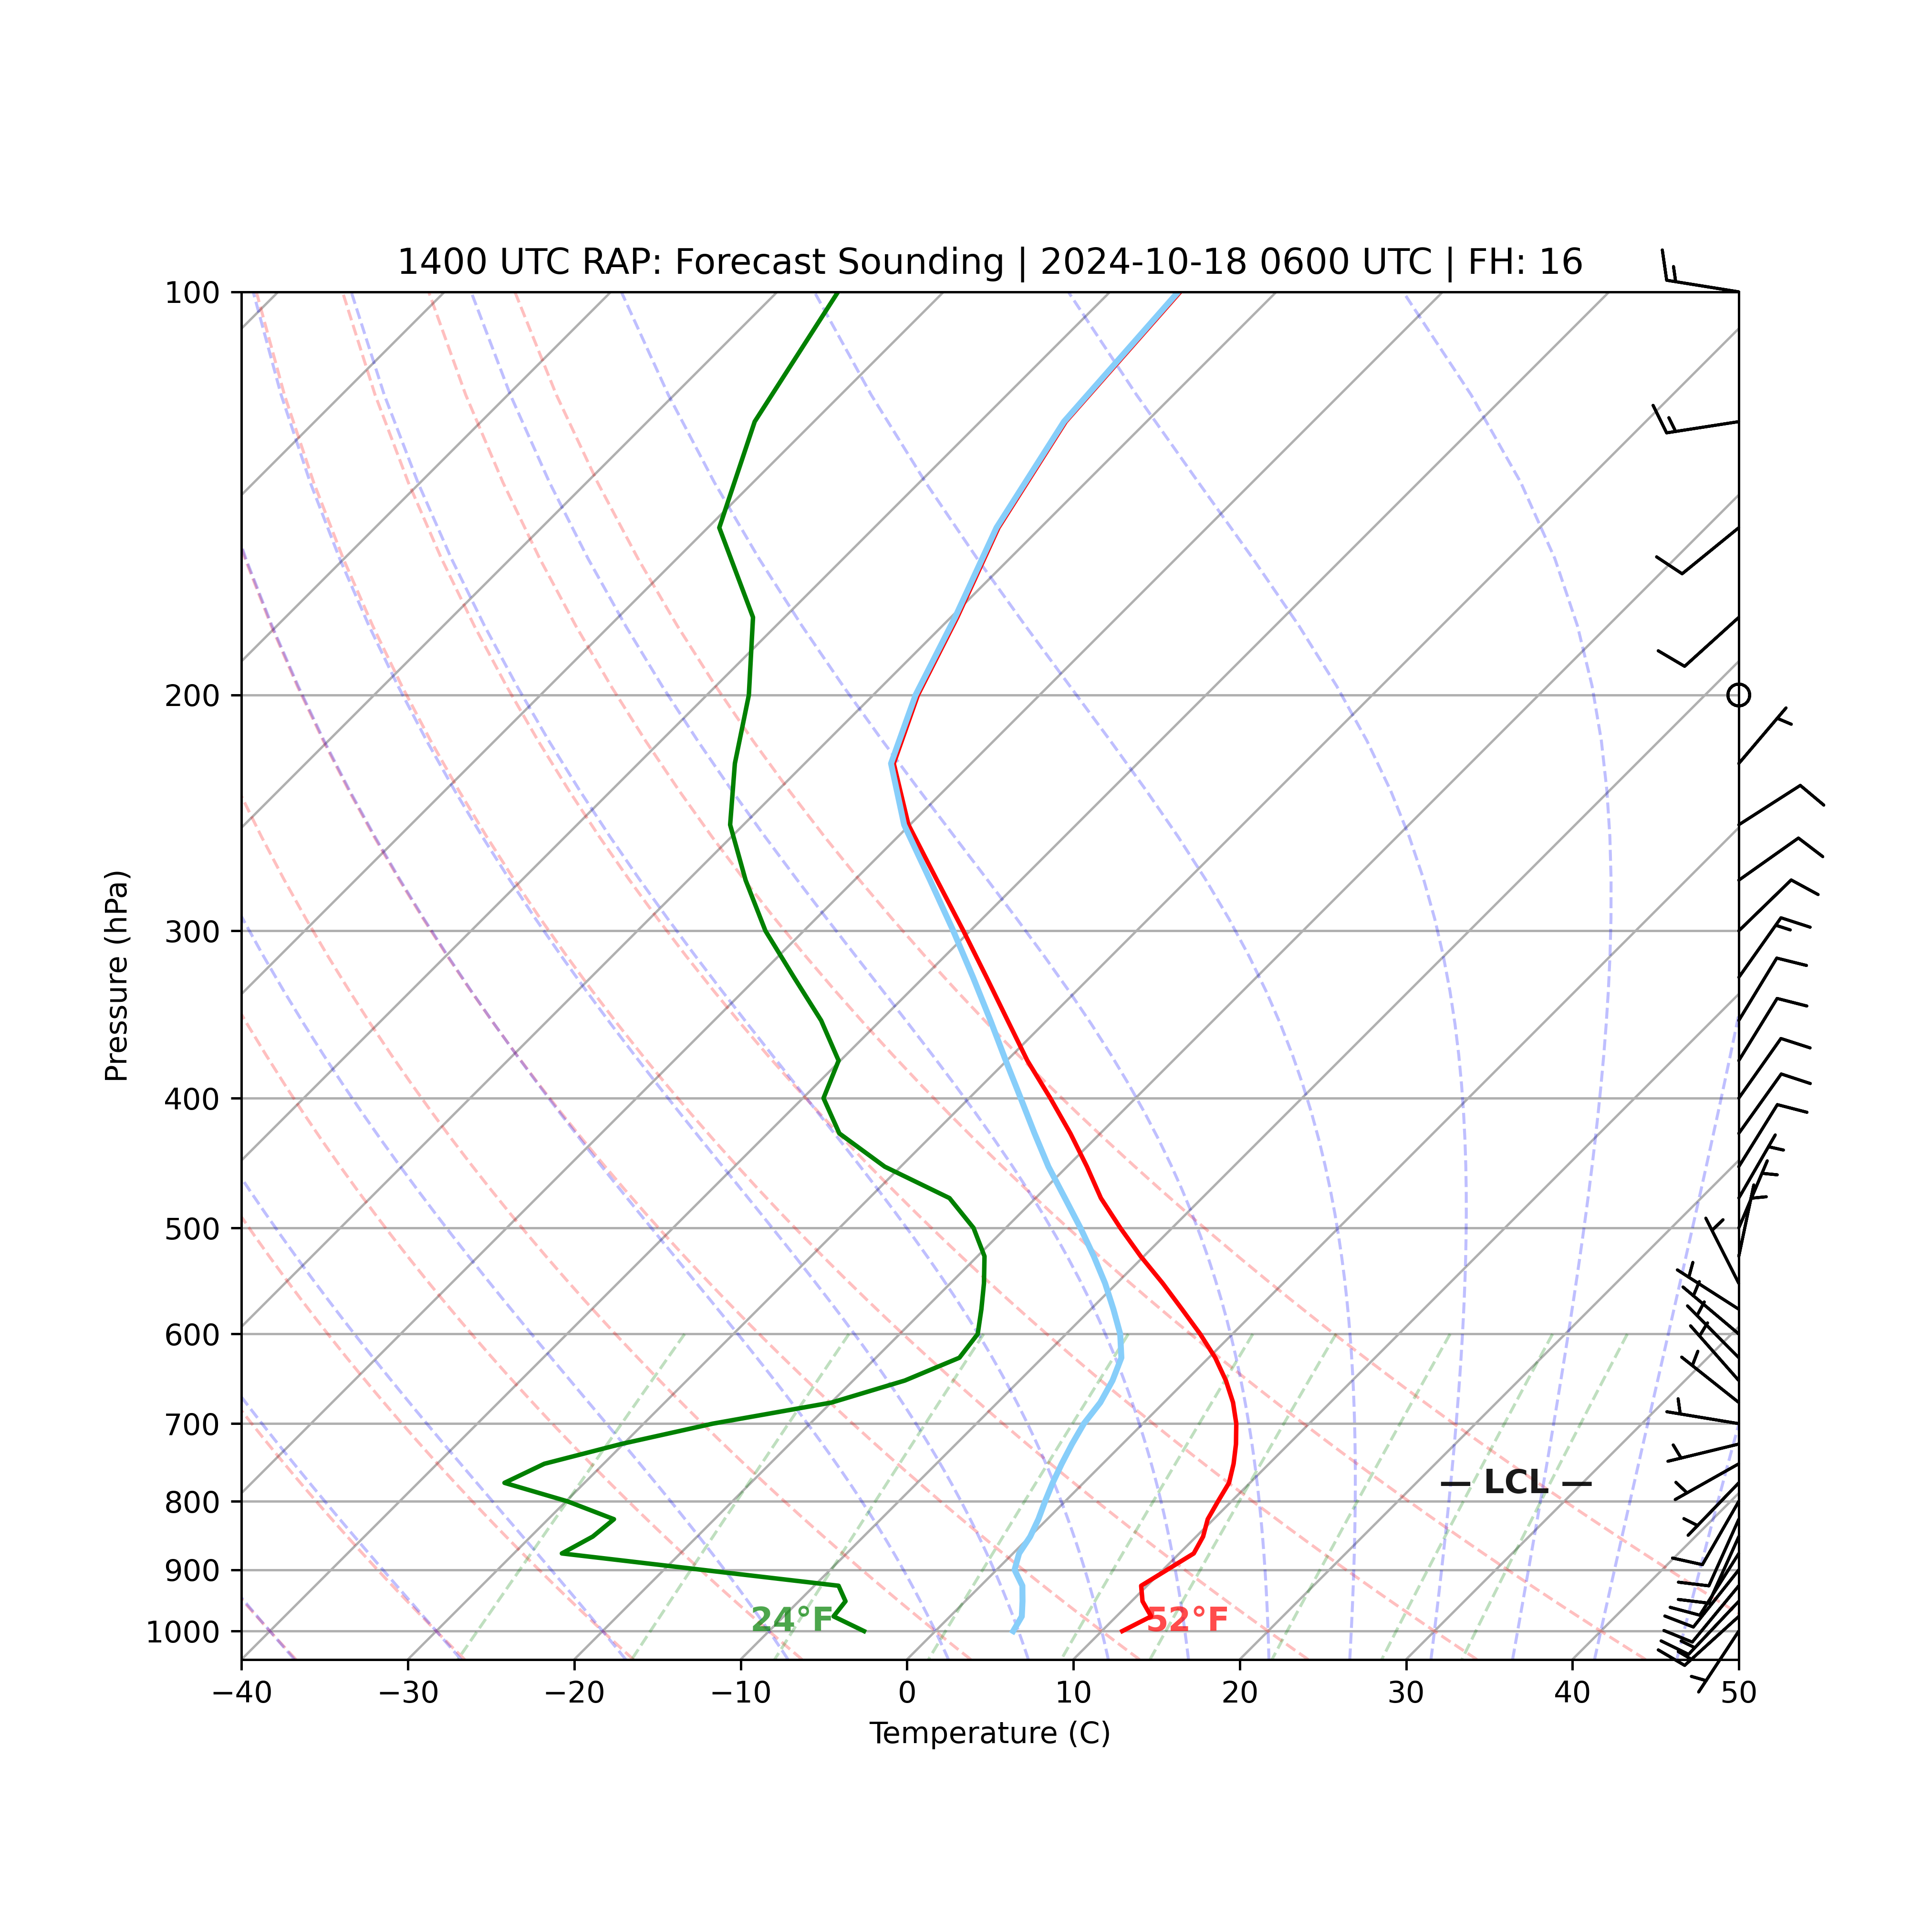 1400 UTC RAP: Forecast Sounding | 2024-10-18 0600 UTC | FH: 16
100
200
300
400
500
600
700
800
900
1000
Pressure (hPa)
— LCL —
24°F
52°F
−40 −30 −20 −10 0 10 20 30 40 50
Temperature (C)